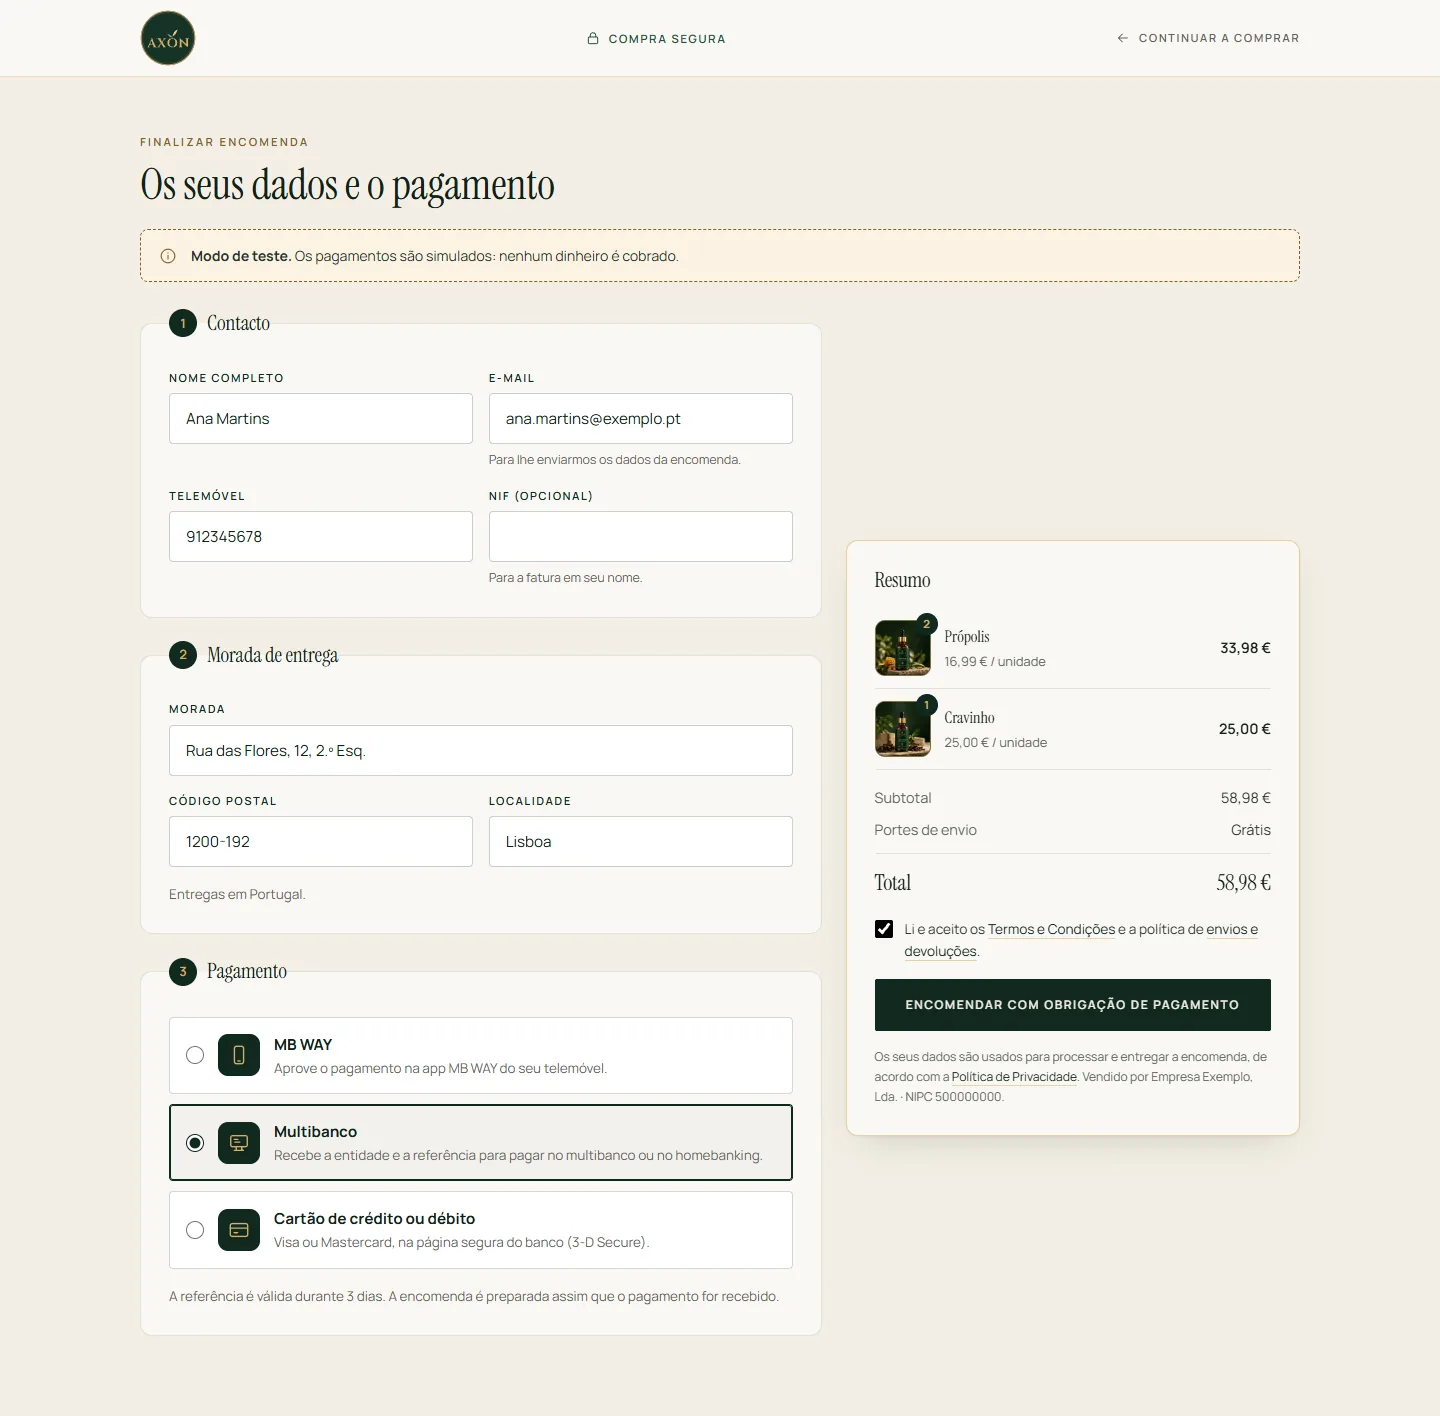 AXÓN
COMPRA SEGURA
← CONTINUAR A COMPRAR
FINALIZAR ENCOMENDA
Os seus dados e o pagamento
Modo de teste. Os pagamentos são simulados: nenhum dinheiro é cobrado.
1 Contacto
NOME COMPLETO
Ana Martins
E-MAIL
ana.martins@exemplo.pt
Para lhe enviarmos os dados da encomenda.
TELEMÓVEL
912345678
NIF (OPCIONAL)
Para a fatura em seu nome.
2 Morada de entrega
MORADA
Rua das Flores, 12, 2.º Esq.
CÓDIGO POSTAL
1200-192
LOCALIDADE
Lisboa
Entregas em Portugal.
3 Pagamento
MB WAY
Aprove o pagamento na app MB WAY do seu telemóvel.
Multibanco
Recebe a entidade e a referência para pagar no multibanco ou no homebanking.
Cartão de crédito ou débito
Visa ou Mastercard, na página segura do banco (3-D Secure).
A referência é válida durante 3 dias. A encomenda é preparada assim que o pagamento for recebido.
Resumo
2
Própolis
16,99 € / unidade
33,98 €
1
Cravinho
25,00 € / unidade
25,00 €
Subtotal 58,98 €
Portes de envio Grátis
Total 58,98 €
Li e aceito os Termos e Condições e a política de envios e
devoluções.
ENCOMENDAR COM OBRIGAÇÃO DE PAGAMENTO
Os seus dados são usados para processar e entregar a encomenda, de
acordo com a Política de Privacidade. Vendido por Empresa Exemplo,
Lda. · NIPC 500000000.